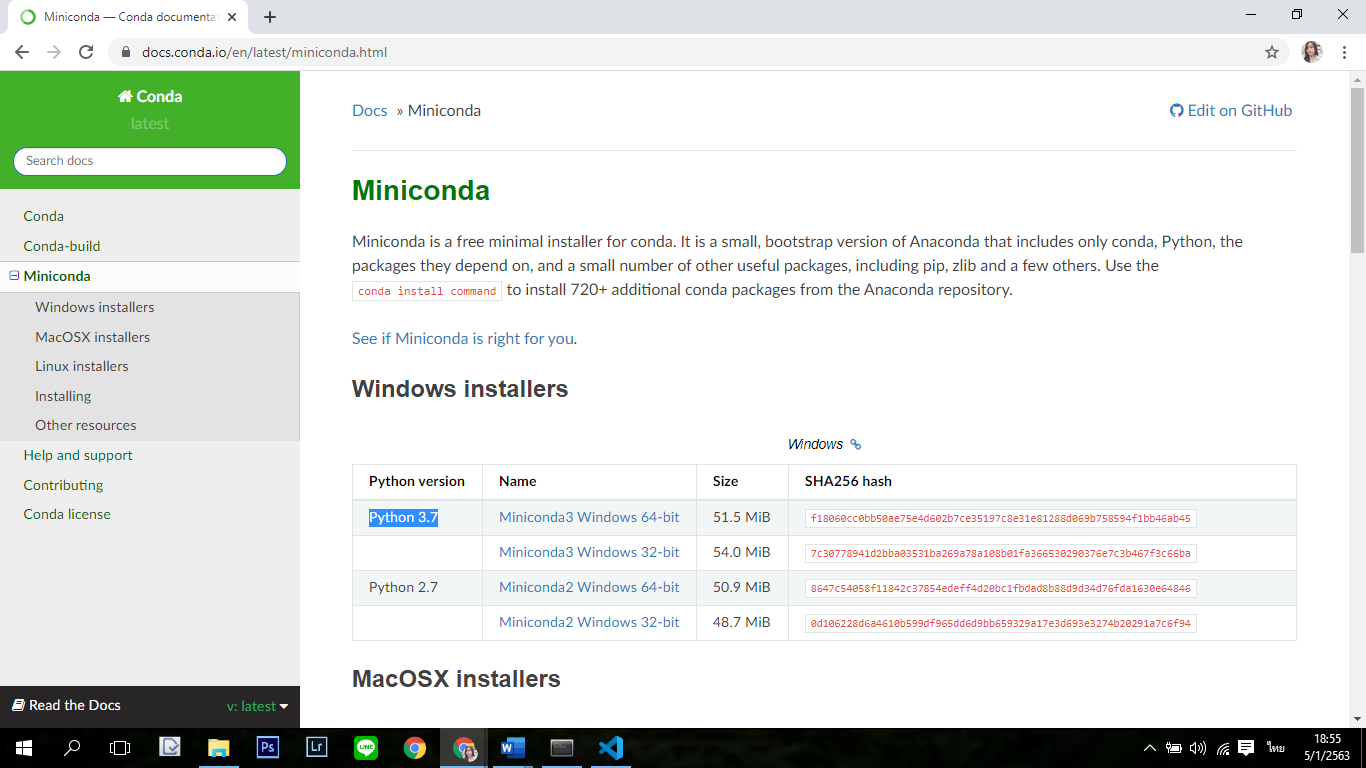 Miniconda — Conda documentat
docs.conda.io/en/latest/miniconda.html
Conda
latest
Search docs
Conda
Conda-build
Miniconda
Windows installers
MacOSX installers
Linux installers
Installing
Other resources
Help and support
Contributing
Conda license
Read the Docs
v: latest
Docs » Miniconda
Edit on GitHub
Miniconda
Miniconda is a free minimal installer for conda. It is a small, bootstrap version of Anaconda that includes only conda, Python, the
packages they depend on, and a small number of other useful packages, including pip, zlib and a few others. Use the
conda install command to install 720+ additional conda packages from the Anaconda repository.
See if Miniconda is right for you.
Windows installers
Windows
Python version Name Size SHA256 hash
Python 3.7 Miniconda3 Windows 64-bit 51.5 MiB f18060cc0bb50ae75e4d602b7ce35197c8e31e81288d069b758594f1bb46ab45
Miniconda3 Windows 32-bit 54.0 MiB 7c30778941d2bba03531ba269a78a108b01fa366530290376e7c3b467f3c66ba
Python 2.7 Miniconda2 Windows 64-bit 50.9 MiB 8647c54058f11842c37854edeff4d20bc1fbdad8b88d9d34d76fda1630e64846
Miniconda2 Windows 32-bit 48.7 MiB 0d106228d6a4610b599df965dd6d9bb659329a17e3d693e3274b20291a7c6f94
MacOSX installers
Ps
Lr
LINE
ไทย
18:55
5/1/2563